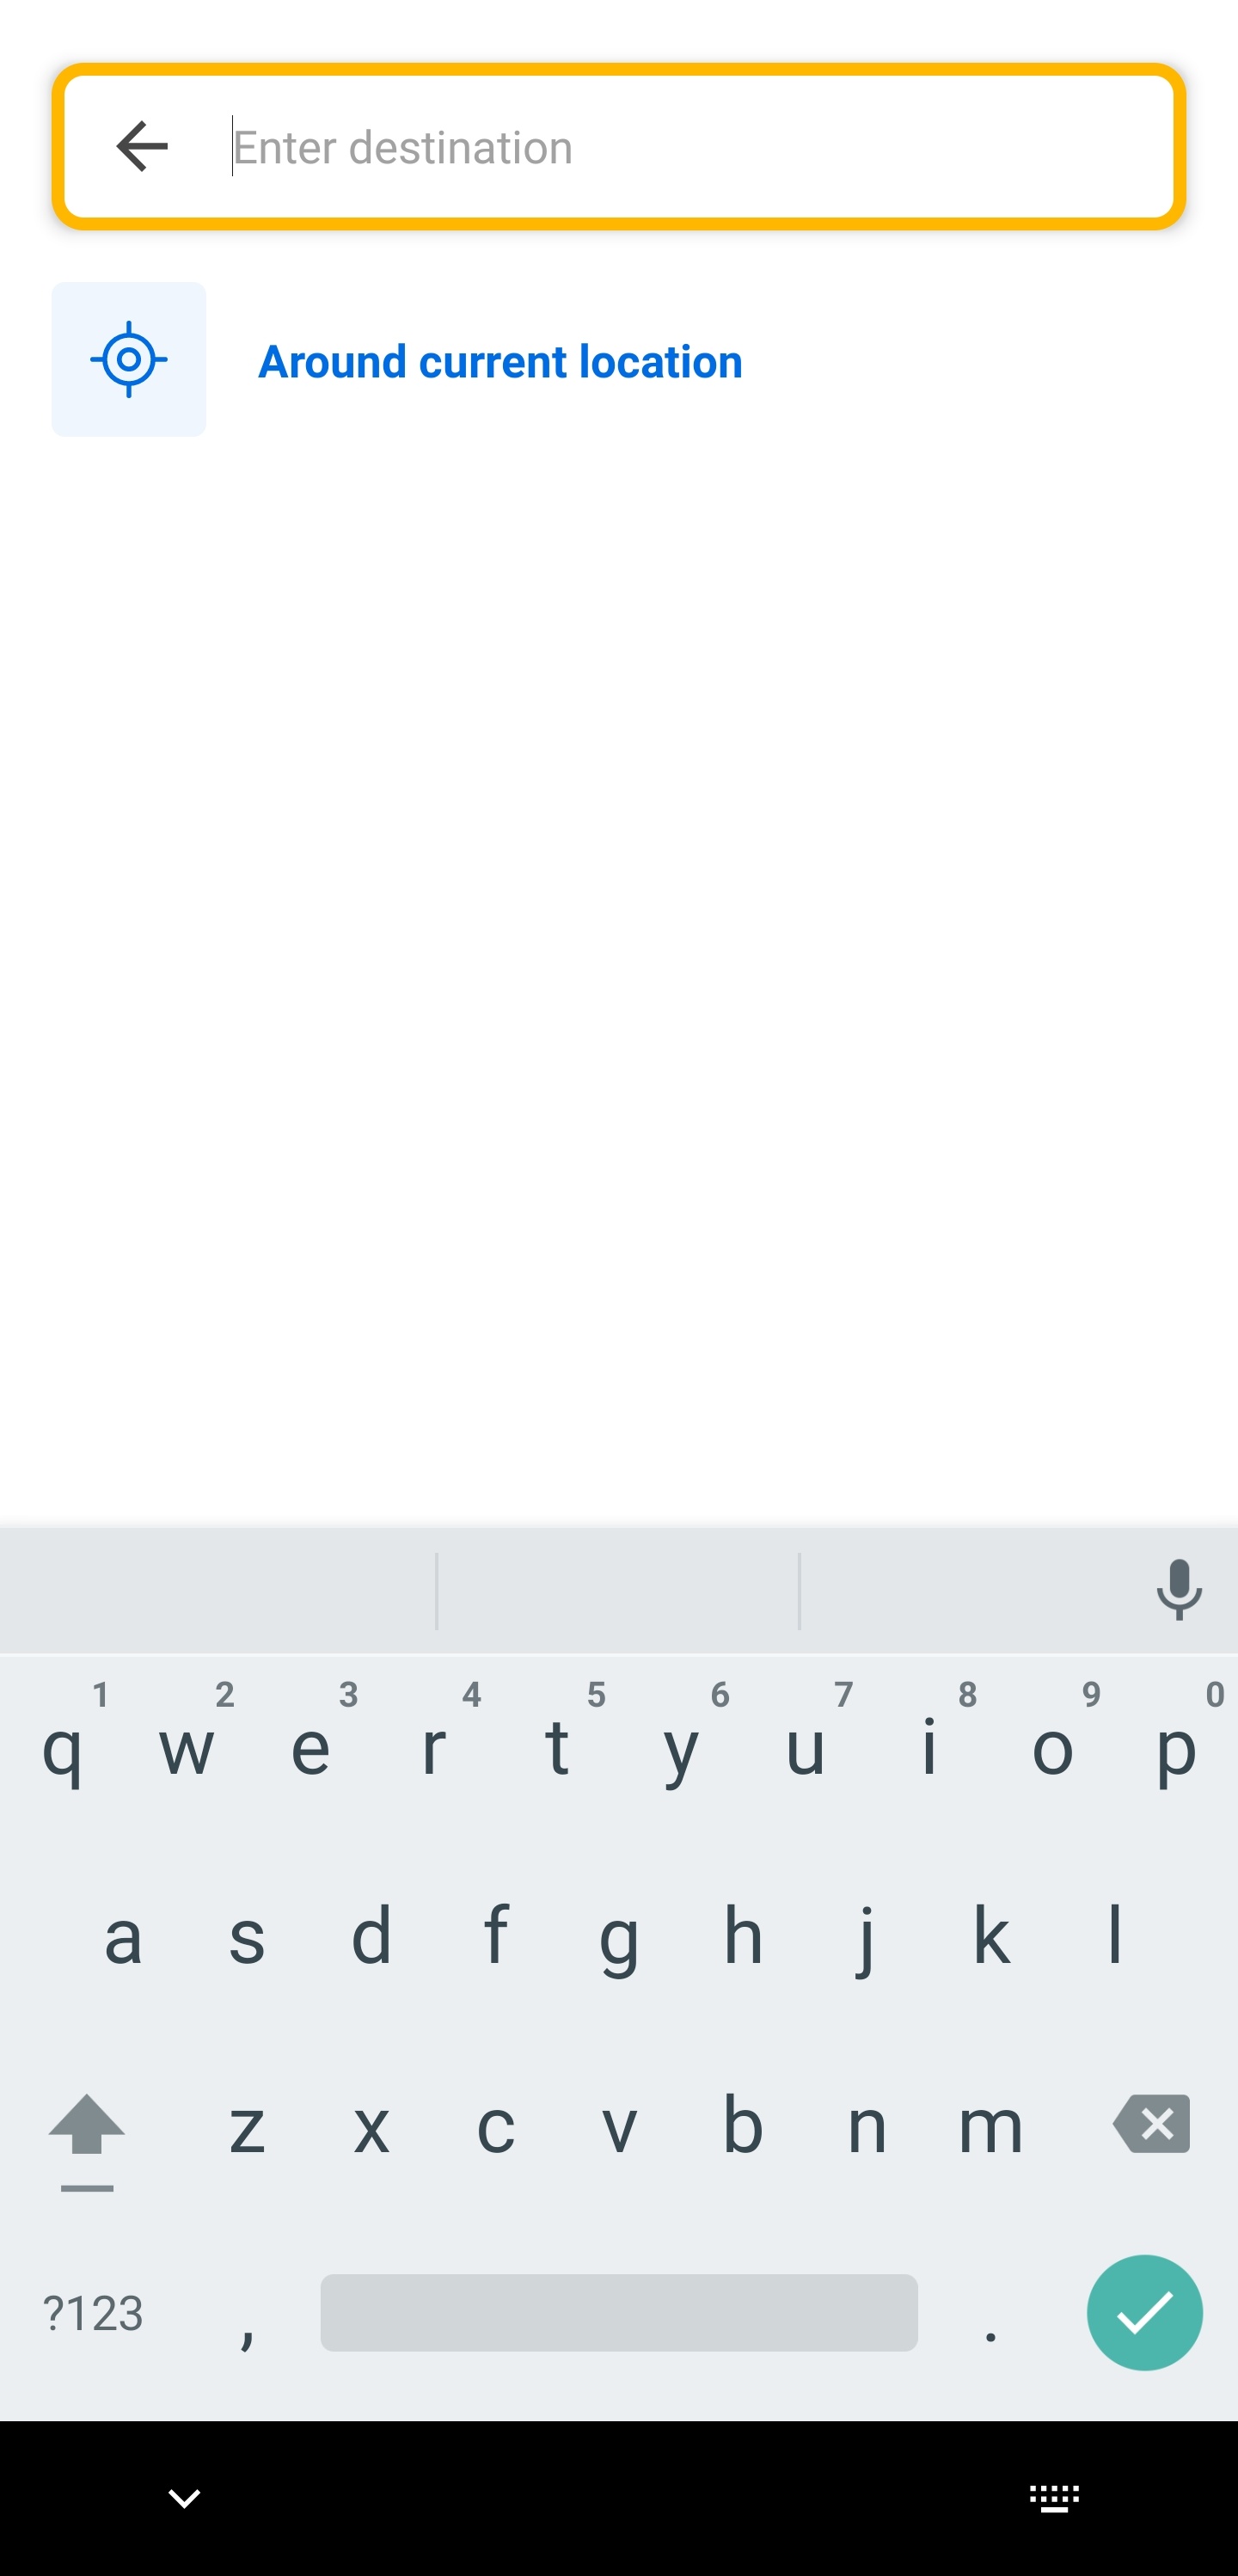 Enter destination
Around current location
1 2 3 4 5 6 7 8 9 0
q w e r t y u i o p
a s d f g h j k l
z x c v b n m
?123 , .